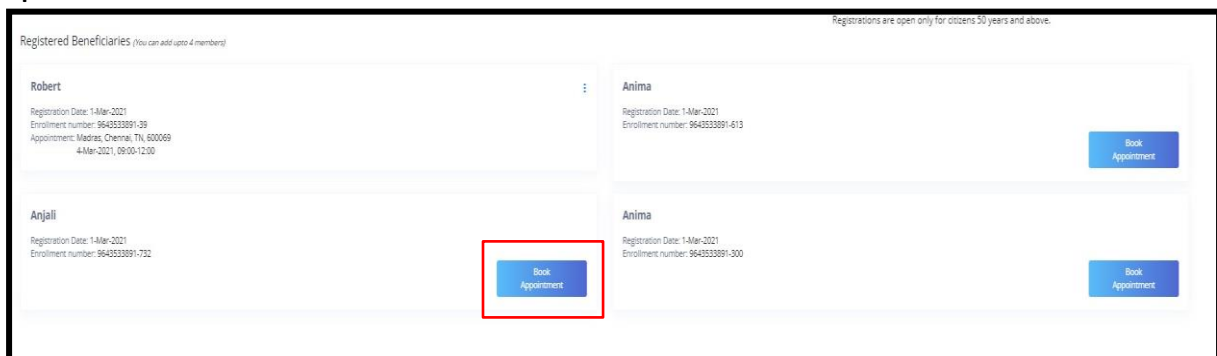 Registrations are open only for citizens 50 years and above.
Registered Beneficiaries (You can add upto 4 members)
Robert
Registration Date: 1-Mar-2021
Enrollment number: 9643533891-39
Appointment: Madras, Chennai, TN, 600069
4-Mar-2021, 09:00-12:00
Anima
Registration Date: 1-Mar-2021
Enrollment number: 9643533891-613
Book
Appointment
Anjali
Registration Date: 1-Mar-2021
Enrollment number: 9643533891-732
Book
Appointment
Anima
Registration Date: 1-Mar-2021
Enrollment number: 9643533891-300
Book
Appointment